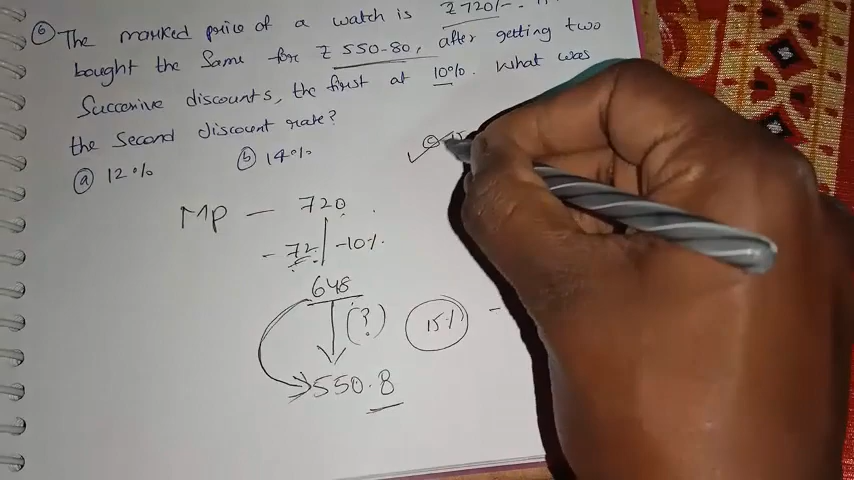 6 The marked price of a watch is ₹720/-.
bought the same for ₹550-80, after getting two
Succerive discounts, the first at 10%. What was
the Second discount rate?
a 12% b 14% c 15
MP - 720
- 72 -10%.
648
(?) 15%
550.8